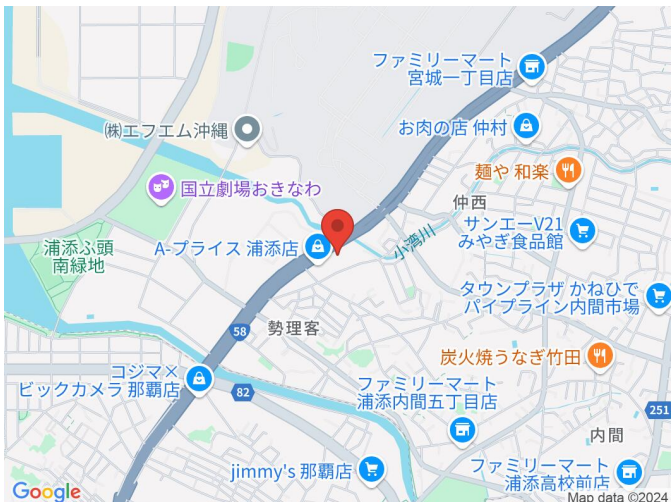 ファミリーマート
宮城一丁目店
㈱エフエム沖縄
お肉の店 仲村
麺や 和楽
国立劇場おきなわ
仲西
浦添ふ頭
南緑地
A-プライス 浦添店
小湾川
サンエーV21
みやぎ食品館
タウンプラザ かねひで
パイプライン内間市場
58
勢理客
炭火焼うなぎ竹田
コジマ×
ビックカメラ 那覇店
82
ファミリーマート
浦添内間五丁目店
251
内間
jimmy's 那覇店
ファミリーマート
浦添高校前店
Google
Map data ©2024